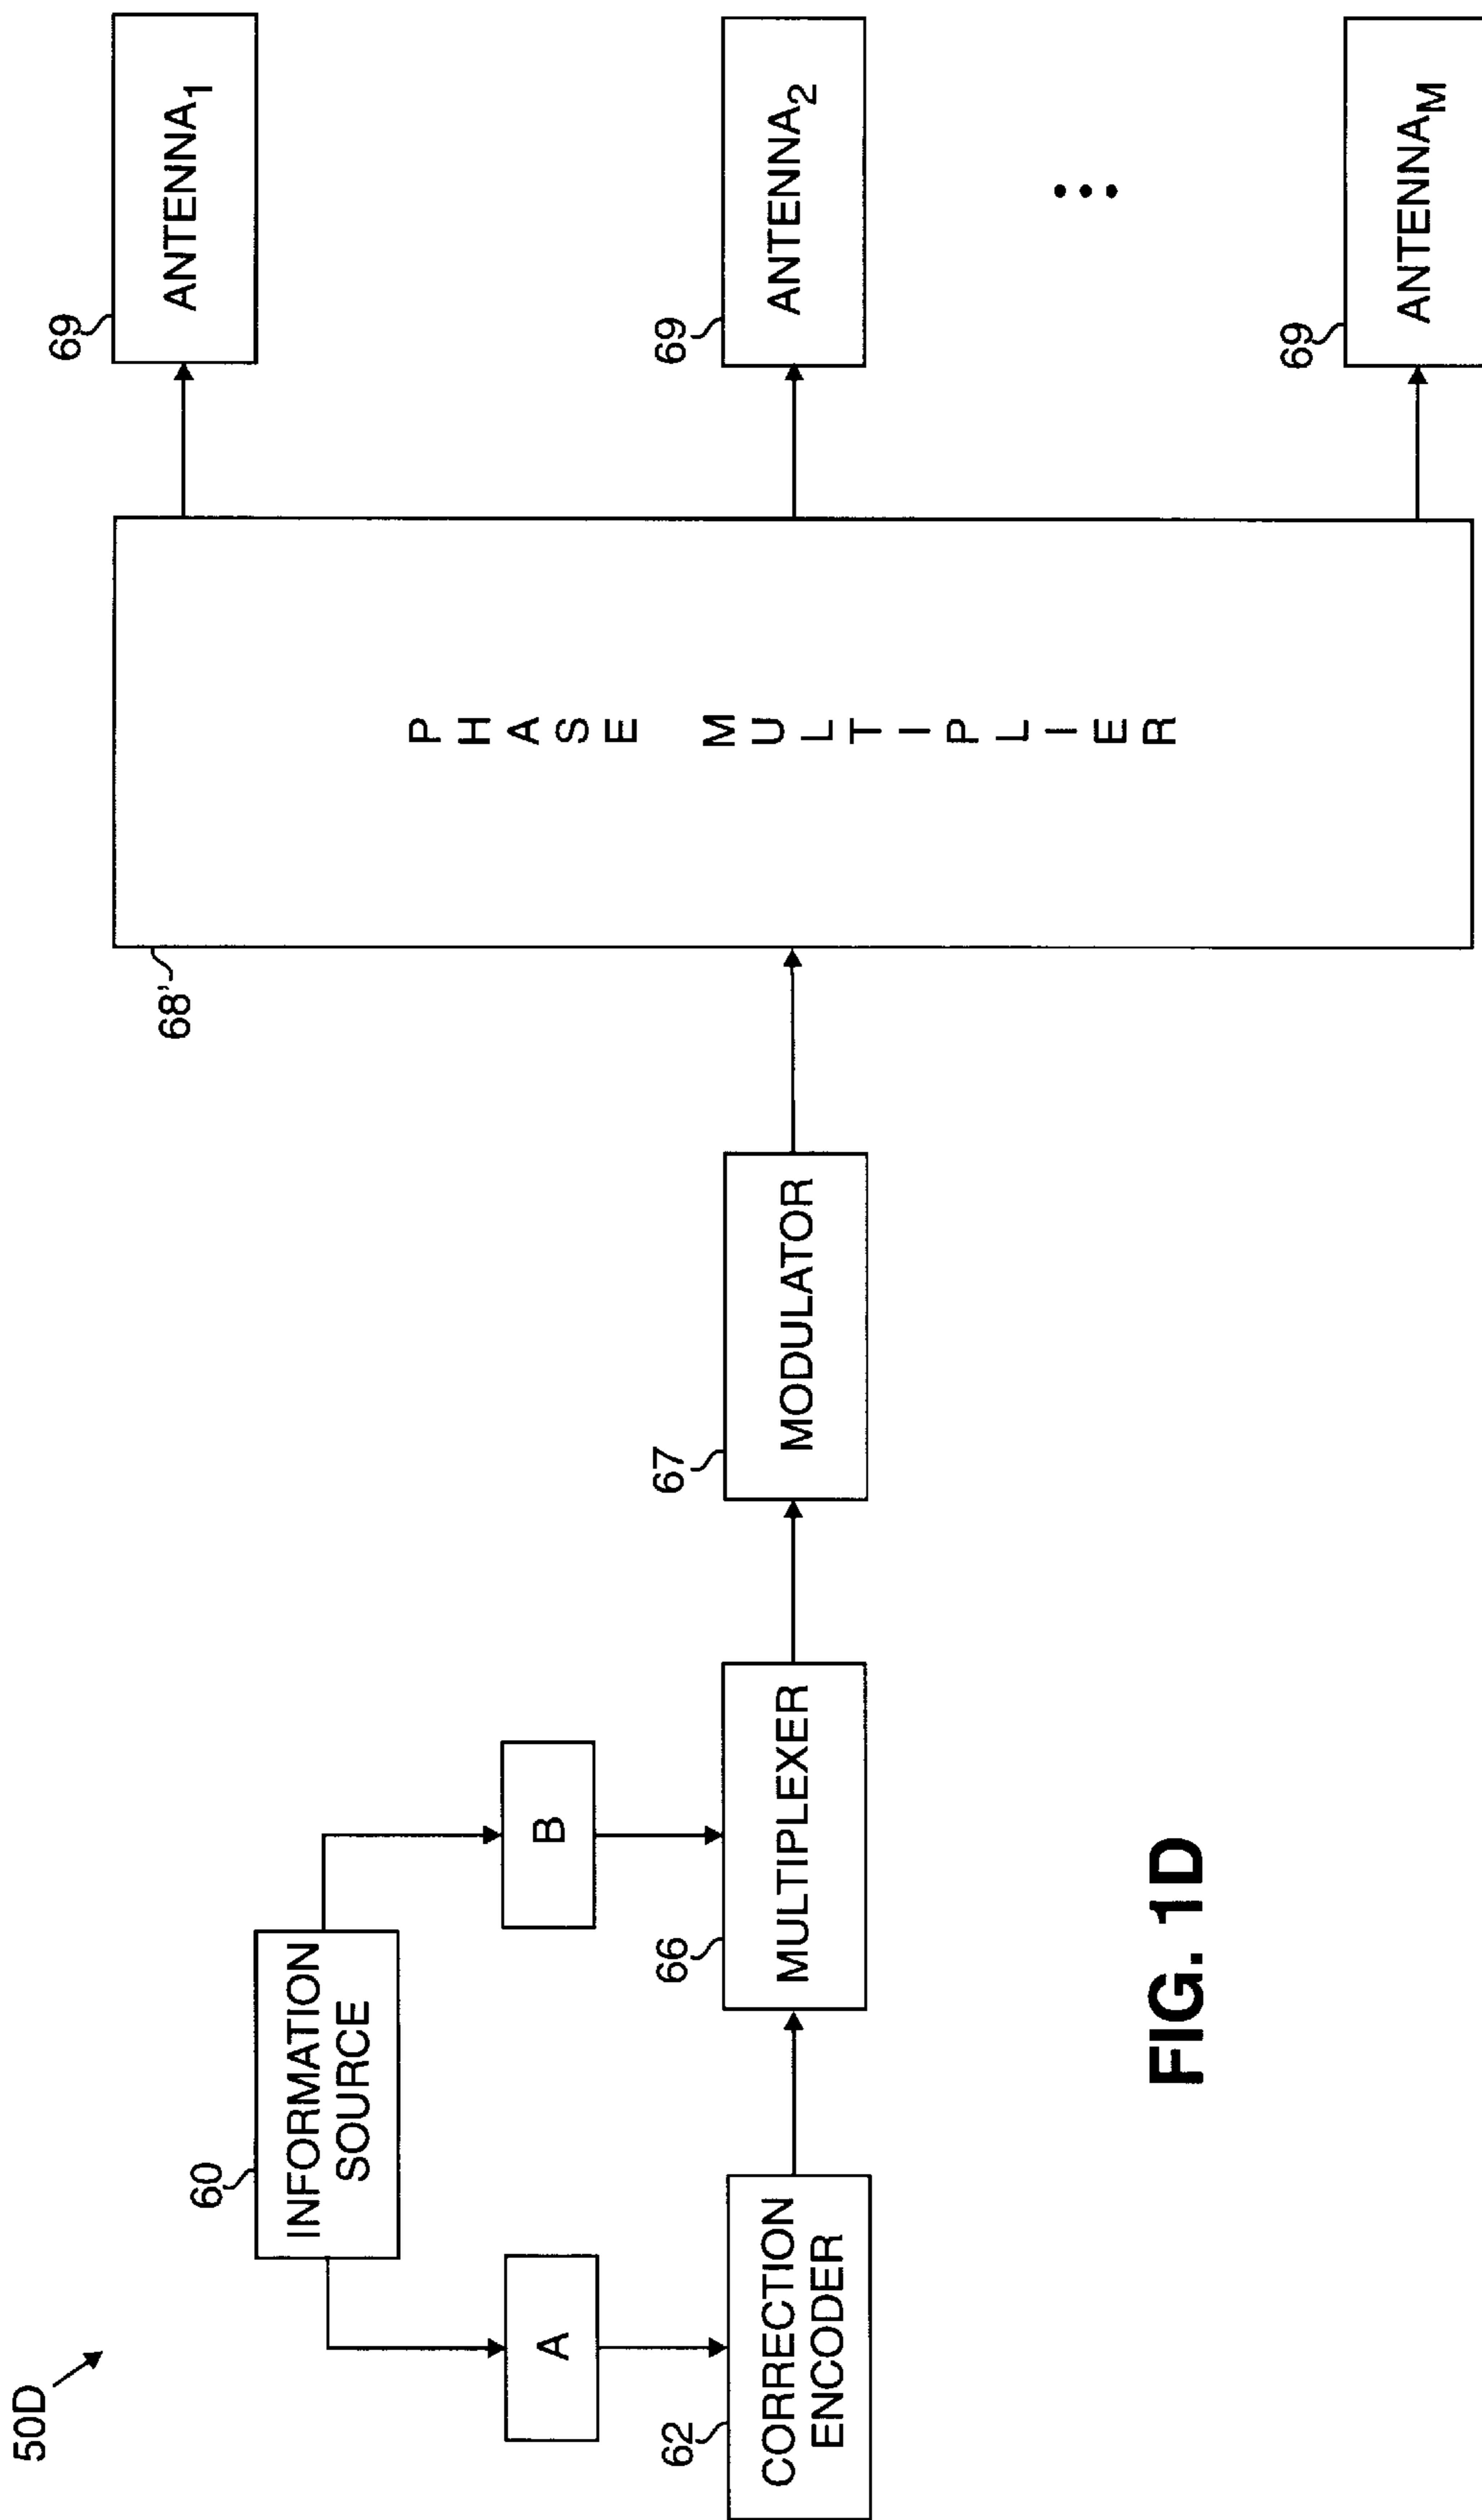 50D
60
INFORMATION
SOURCE
A
B
62
CORRECTION
ENCODER
66
MULTIPLEXER
67
MODULATOR
68'
PHASE MULTIPLIER
69
ANTENNA1
69
ANTENNA2
...
69
ANTENNAM
FIG. 1D